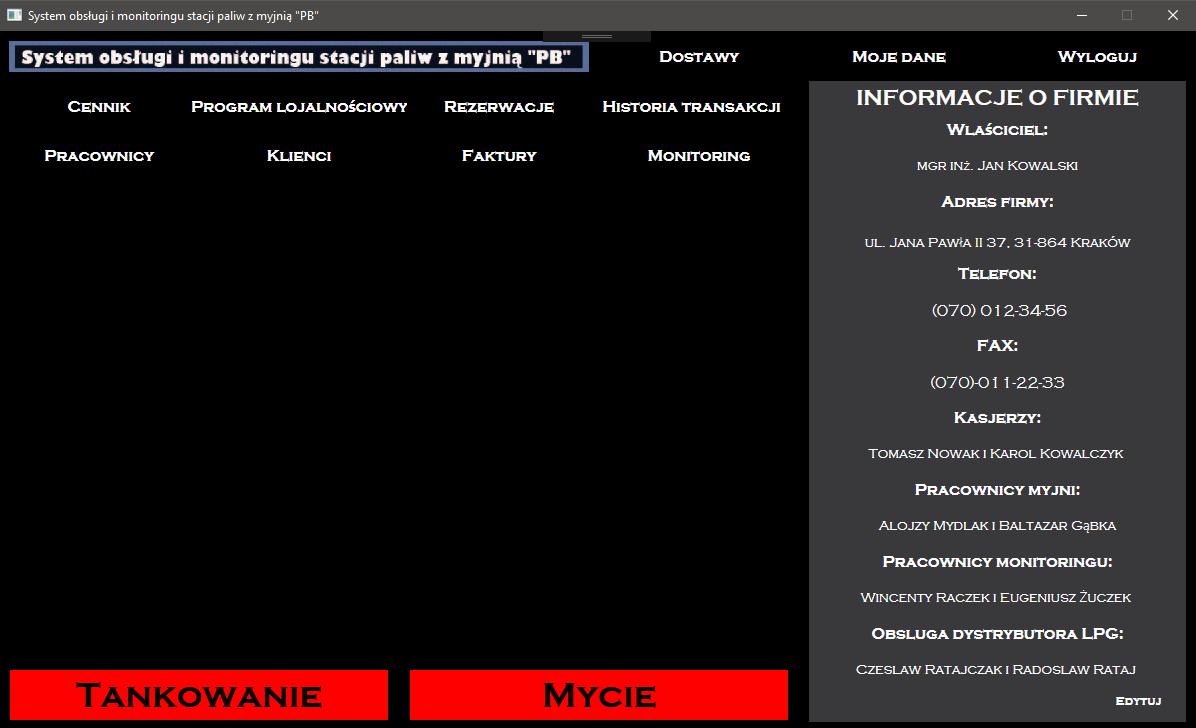 System obsługi i monitoringu stacji paliw z myjnią "PB"
System obsługi i monitoringu stacji paliw z myjnią "PB"
Dostawy
Moje dane
Wyloguj
Cennik
Program lojalnościowy
Rezerwacje
Historia transakcji
Pracownicy
Klienci
Faktury
Monitoring
INFORMACJE O FIRMIE
Właściciel:
mgr inż. Jan Kowalski
Adres firmy:
ul. Jana Pawła II 37, 31-864 Kraków
Telefon:
(070) 012-34-56
FAX:
(070)-011-22-33
Kasjerzy:
Tomasz Nowak i Karol Kowalczyk
Pracownicy myjni:
Alojzy Mydlak i Baltazar Gąbka
Pracownicy monitoringu:
Wincenty Raczek i Eugeniusz Żuczek
Obsluga dystrybutora LPG:
Czeslaw Ratajczak i Radoslaw Rataj
Edytuj
Tankowanie
Mycie